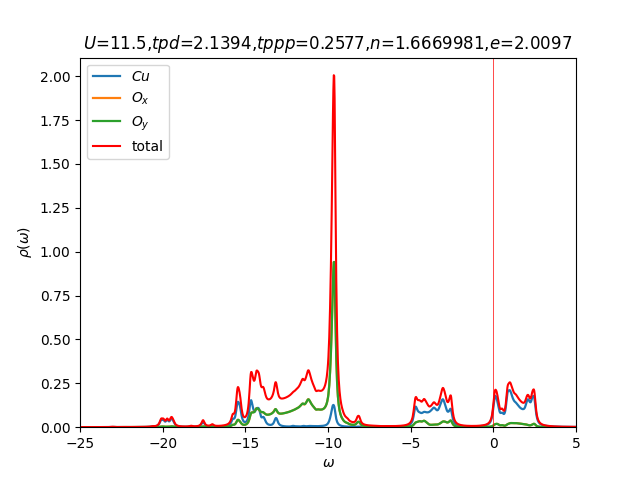 U=11.5,tpd=2.1394,tppp=0.2577,n=1.6669981,e=2.0097
2.00
1.75
1.50
1.25
1.00
0.75
0.50
0.25
0.00
ρ(ω)
Cu
Oₓ
O_y
total
−25 −20 −15 −10 −5 0 5
ω